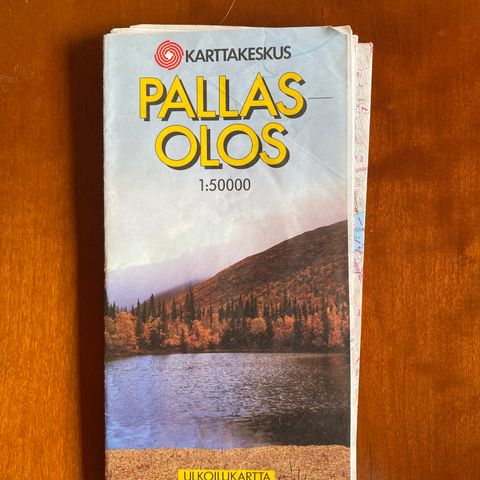 KARTTAKESKUS
PALLAS-
OLOS
1:50000
ULKOILUKARTTA